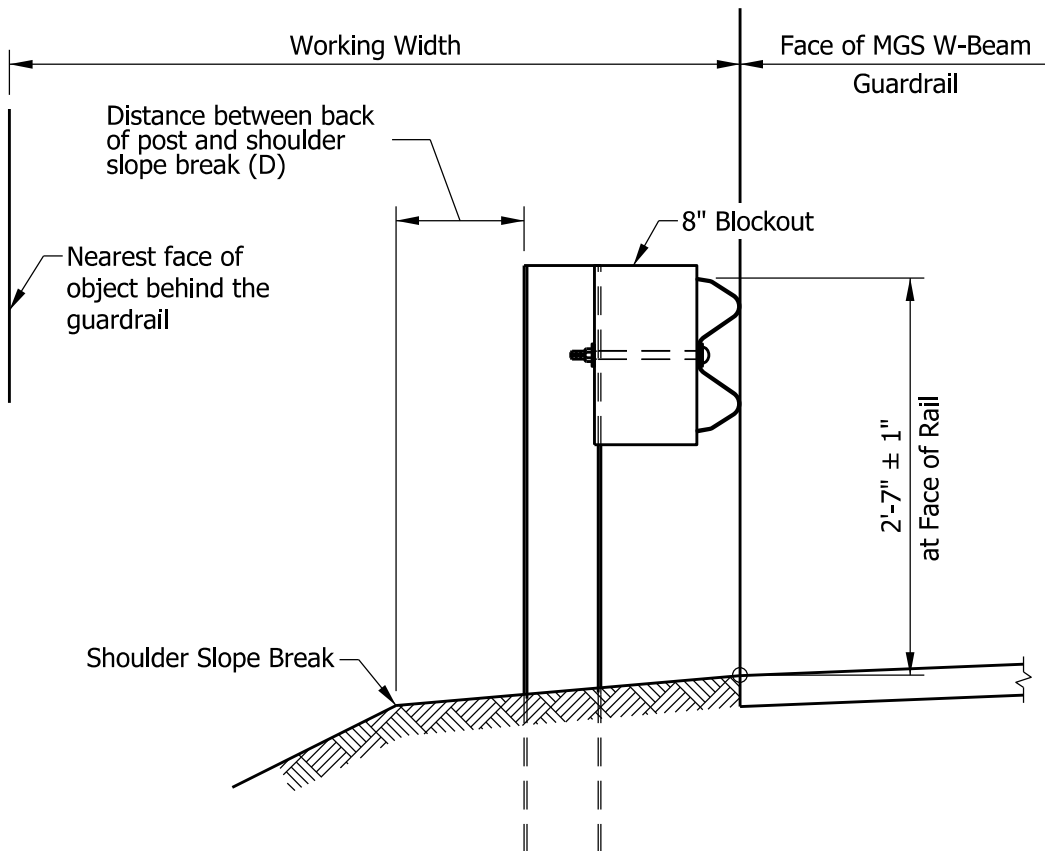 Working Width
Face of MGS W-Beam
Guardrail
Distance between back
of post and shoulder
slope break (D)
8" Blockout
Nearest face of
object behind the
guardrail
2'-7" ± 1"
at Face of Rail
Shoulder Slope Break